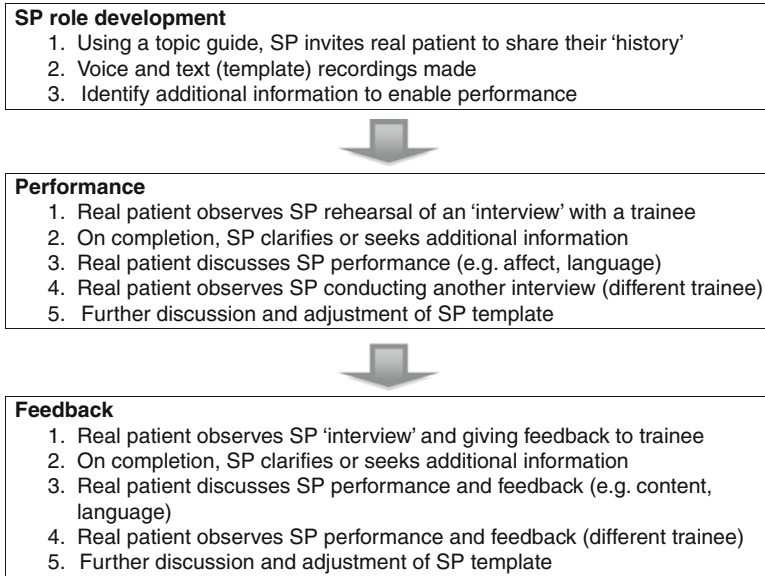 SP role development
1. Using a topic guide, SP invites real patient to share their ‘history’
2. Voice and text (template) recordings made
3. Identify additional information to enable performance
Performance
1. Real patient observes SP rehearsal of an ‘interview’ with a trainee
2. On completion, SP clarifies or seeks additional information
3. Real patient discusses SP performance (e.g. affect, language)
4. Real patient observes SP conducting another interview (different trainee)
5. Further discussion and adjustment of SP template
Feedback
1. Real patient observes SP ‘interview’ and giving feedback to trainee
2. On completion, SP clarifies or seeks additional information
3. Real patient discusses SP performance and feedback (e.g. content,
language)
4. Real patient observes SP performance and feedback (different trainee)
5. Further discussion and adjustment of SP template